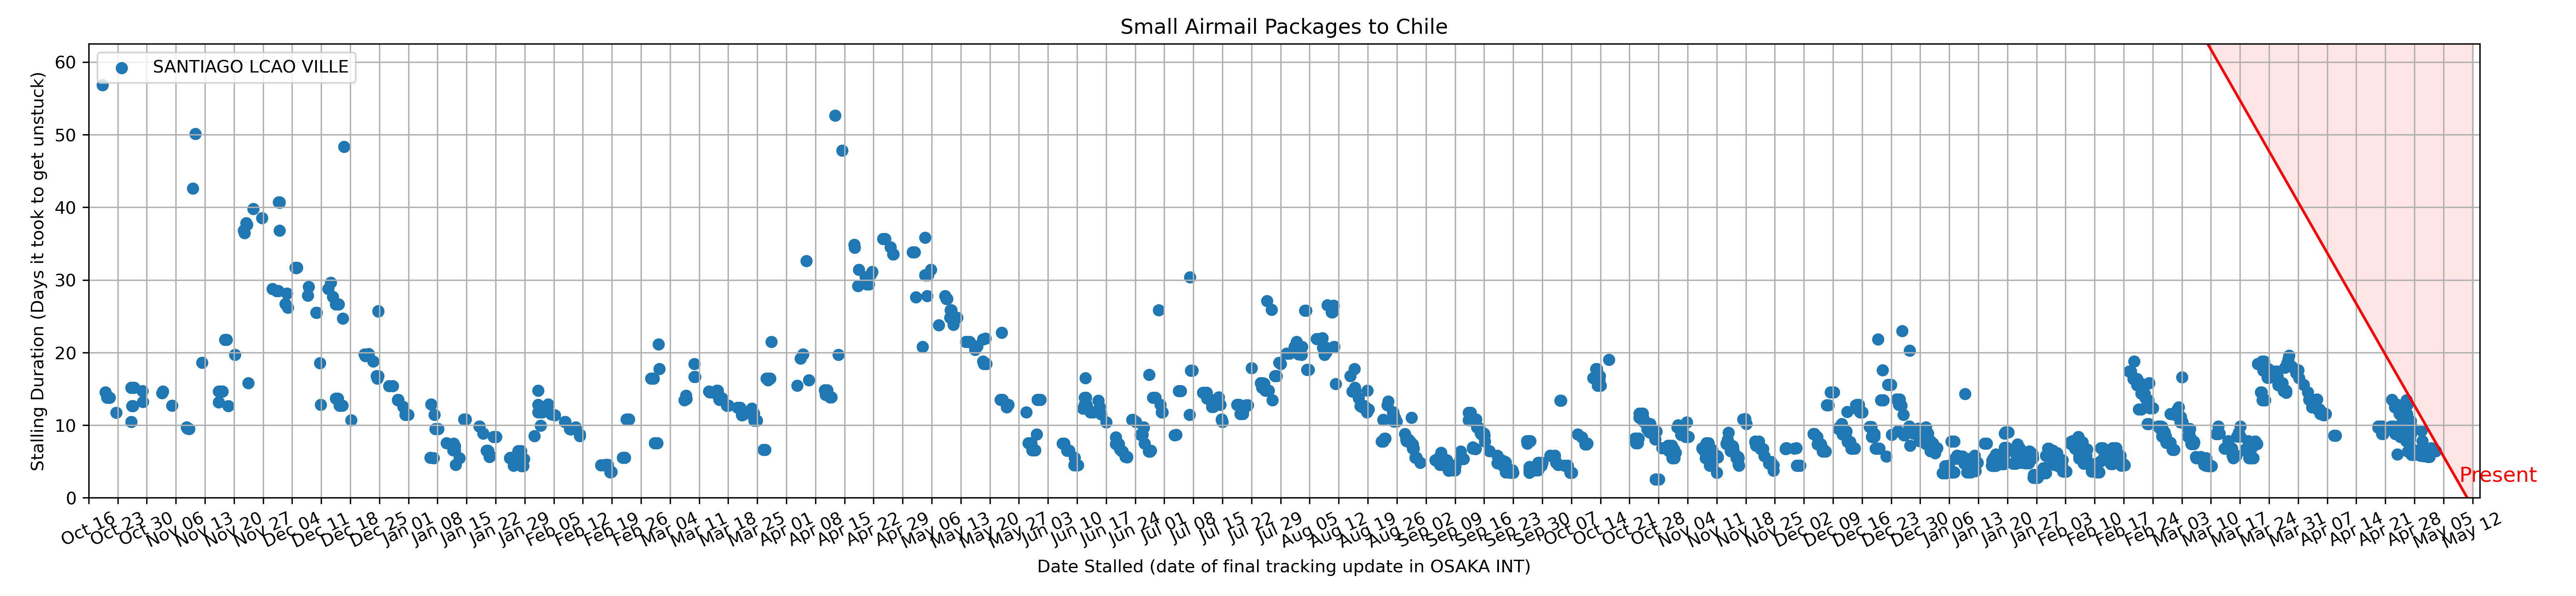 Small Airmail Packages to Chile
SANTIAGO LCAO VILLE
Stalling Duration (Days it took to get unstuck)
60
50
40
30
20
10
0
Present
Oct 16
Oct 23
Oct 30
Nov 06
Nov 13
Nov 20
Nov 27
Dec 04
Dec 11
Dec 18
Dec 25
Jan 01
Jan 08
Jan 15
Jan 22
Jan 29
Feb 05
Feb 12
Feb 19
Feb 26
Mar 04
Mar 11
Mar 18
Mar 25
Apr 01
Apr 08
Apr 15
Apr 22
Apr 29
May 06
May 13
May 20
May 27
Jun 03
Jun 10
Jun 17
Jun 24
Jul 01
Jul 08
Jul 15
Jul 22
Jul 29
Aug 05
Aug 12
Aug 19
Aug 26
Sep 02
Sep 09
Sep 16
Sep 23
Sep 30
Oct 07
Oct 14
Oct 21
Oct 28
Nov 04
Nov 11
Nov 18
Nov 25
Dec 02
Dec 09
Dec 16
Dec 23
Dec 30
Jan 06
Jan 13
Jan 20
Jan 27
Feb 03
Feb 10
Feb 17
Feb 24
Mar 03
Mar 10
Mar 17
Mar 24
Mar 31
Apr 07
Apr 14
Apr 21
Apr 28
May 05
May 12
Date Stalled (date of final tracking update in OSAKA INT)